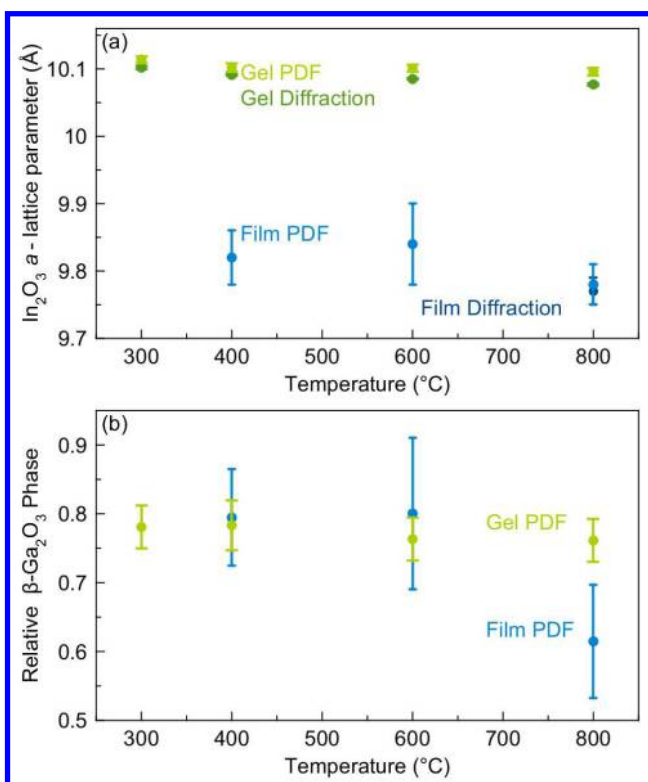 (a)
10.1
Gel PDF
Gel Diffraction
10
9.9
Film PDF
9.8
Film Diffraction
9.7
In₂O₃ a - lattice parameter (Å)
300 400 500 600 700 800
Temperature (°C)
(b)
0.9
0.8
Gel PDF
0.7
Film PDF
0.6
0.5
Relative β-Ga₂O₃ Phase
300 400 500 600 700 800
Temperature (°C)